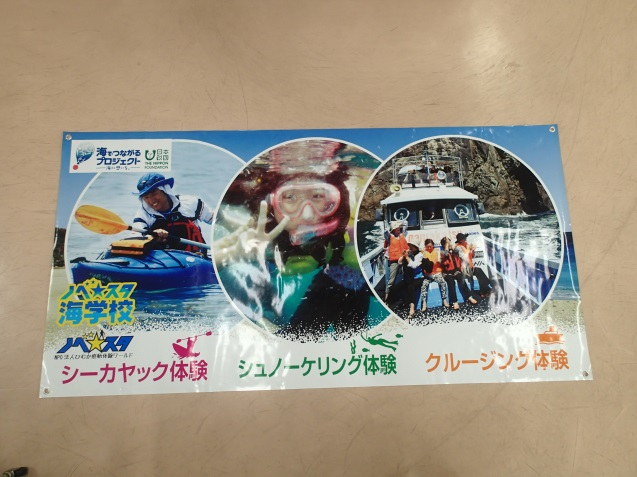 海でつながる
プロジェクト
日本
財団
THE NIPPON
FOUNDATION
ノベ★スタ
海学校
ノベ★スタ
シーカヤック体験
シュノーケリング体験
クルージング体験